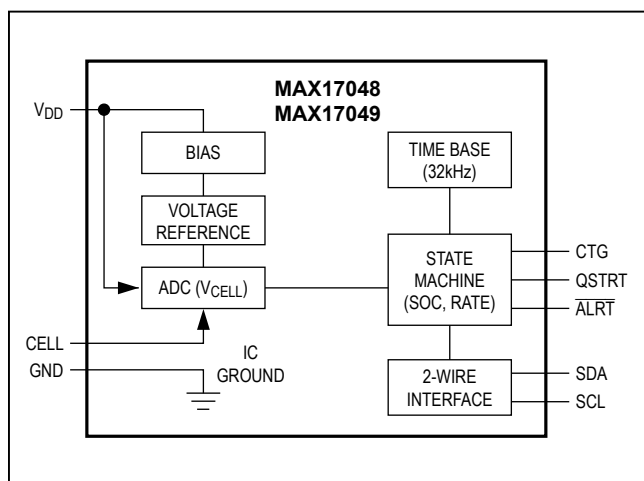 MAX17048
MAX17049
VDD
BIAS
TIME BASE
(32kHz)
VOLTAGE
REFERENCE
ADC (VCELL)
STATE
MACHINE
(SOC, RATE)
CTG
QSTRT
ALRT
CELL
GND
IC
GROUND
2-WIRE
INTERFACE
SDA
SCL